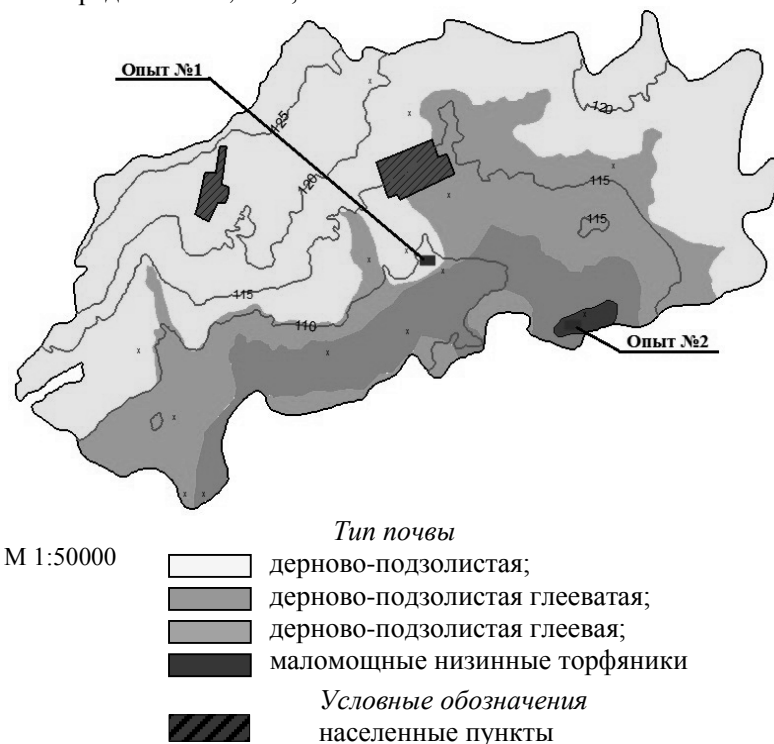 Опыт №1
125
120
120
115
115
115
110
Опыт №2
Тип почвы
М 1:50000
дерново-подзолистая;
дерново-подзолистая глееватая;
дерново-подзолистая глеевая;
маломощные низинные торфяники
Условные обозначения
населенные пункты